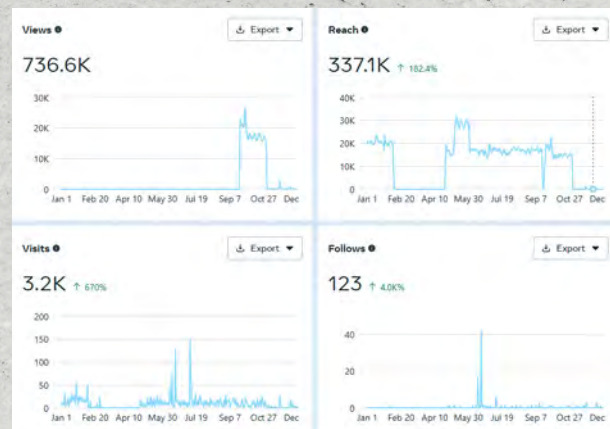 Views
Export
736.6K
30K
20K
10K
0
Jan 1 Feb 20 Apr 10 May 30 Jul 19 Sep 7 Oct 27 Dec
Reach
Export
337.1K ↑ 182.4%
40K
30K
20K
10K
0
Jan 1 Feb 20 Apr 10 May 30 Jul 19 Sep 7 Oct 27 Dec
Visits
Export
3.2K ↑ 670%
200
150
100
50
0
Jan 1 Feb 20 Apr 10 May 30 Jul 19 Sep 7 Oct 27 Dec
Follows
Export
123 ↑ 4.0K%
40
20
0
Jan 1 Feb 20 Apr 10 May 30 Jul 19 Sep 7 Oct 27 Dec